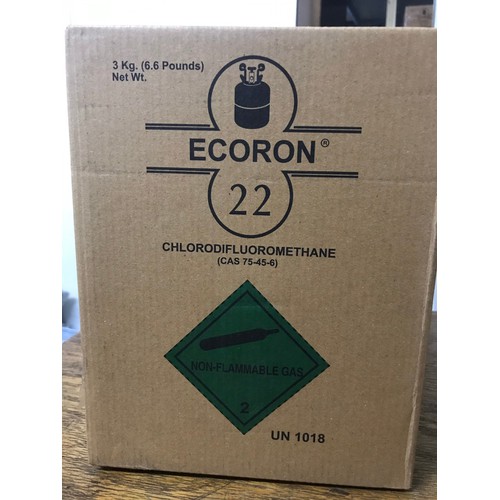 3 Kg. (6.6 Pounds)
Net Wt.
ECORON®
22
CHLORODIFLUOROMETHANE
(CAS 75-45-6)
NON-FLAMMABLE GAS
2
UN 1018